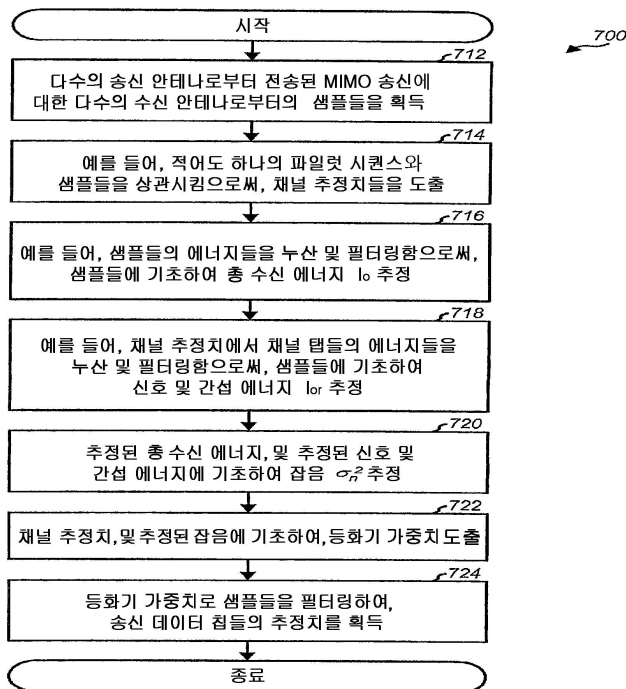 시작
700
712
다수의 송신 안테나로부터 전송된 MIMO 송신에
대한 다수의 수신 안테나로부터의 샘플들을 획득
714
예를 들어, 적어도 하나의 파일럿 시퀀스와
샘플들을 상관시킴으로써, 채널 추정치들을 도출
716
예를 들어, 샘플들의 에너지들을 누산 및 필터링함으로써,
샘플들에 기초하여 총 수신 에너지 Io 추정
718
예를 들어, 채널 추정치에서 채널 탭들의 에너지들을
누산 및 필터링함으로써, 샘플들에 기초하여
신호 및 간섭 에너지 Ior 추정
720
추정된 총 수신 에너지, 및 추정된 신호 및
간섭 에너지에 기초하여 잡음 σn² 추정
722
채널 추정치, 및 추정된 잡음에 기초하여, 등화기 가중치 도출
724
등화기 가중치로 샘플들을 필터링하여,
송신 데이터 칩들의 추정치를 획득
종료